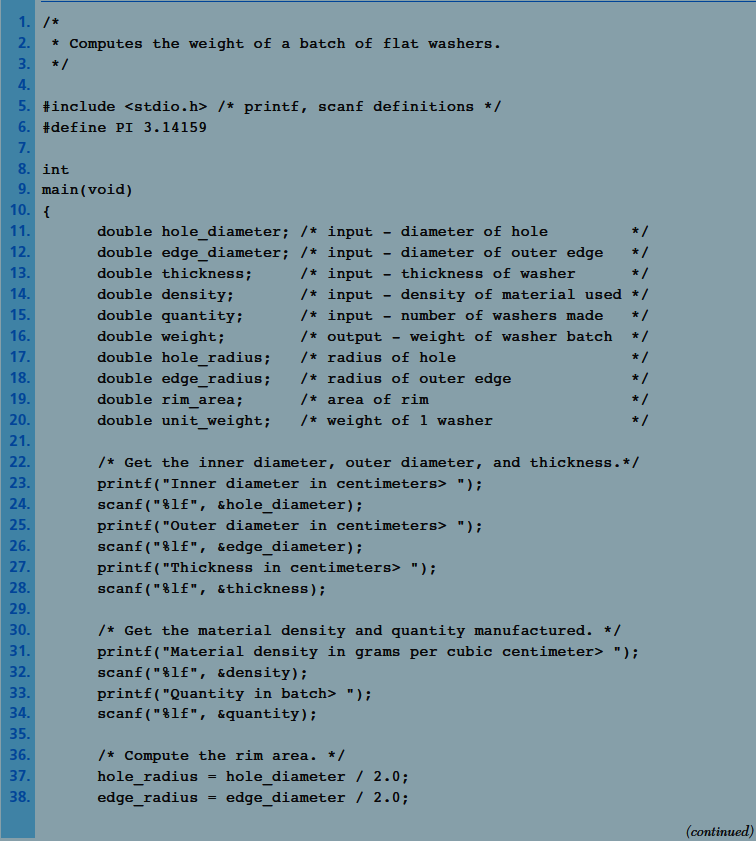 1. /*
2.  * Computes the weight of a batch of flat washers.
3.  */
4.
5. #include <stdio.h> /* printf, scanf definitions */
6. #define PI 3.14159
7.
8. int
9. main(void)
10. {
11.       double hole_diameter; /* input - diameter of hole         */
12.       double edge_diameter; /* input - diameter of outer edge   */
13.       double thickness;     /* input - thickness of washer      */
14.       double density;       /* input - density of material used */
15.       double quantity;      /* input - number of washers made   */
16.       double weight;        /* output - weight of washer batch  */
17.       double hole_radius;   /* radius of hole                   */
18.       double edge_radius;   /* radius of outer edge             */
19.       double rim_area;      /* area of rim                      */
20.       double unit_weight;   /* weight of 1 washer               */
21.
22.       /* Get the inner diameter, outer diameter, and thickness.*/
23.       printf("Inner diameter in centimeters> ");
24.       scanf("%lf", &hole_diameter);
25.       printf("Outer diameter in centimeters> ");
26.       scanf("%lf", &edge_diameter);
27.       printf("Thickness in centimeters> ");
28.       scanf("%lf", &thickness);
29.
30.       /* Get the material density and quantity manufactured. */
31.       printf("Material density in grams per cubic centimeter> ");
32.       scanf("%lf", &density);
33.       printf("Quantity in batch> ");
34.       scanf("%lf", &quantity);
35.
36.       /* Compute the rim area. */
37.       hole_radius = hole_diameter / 2.0;
38.       edge_radius = edge_diameter / 2.0;
(continued)